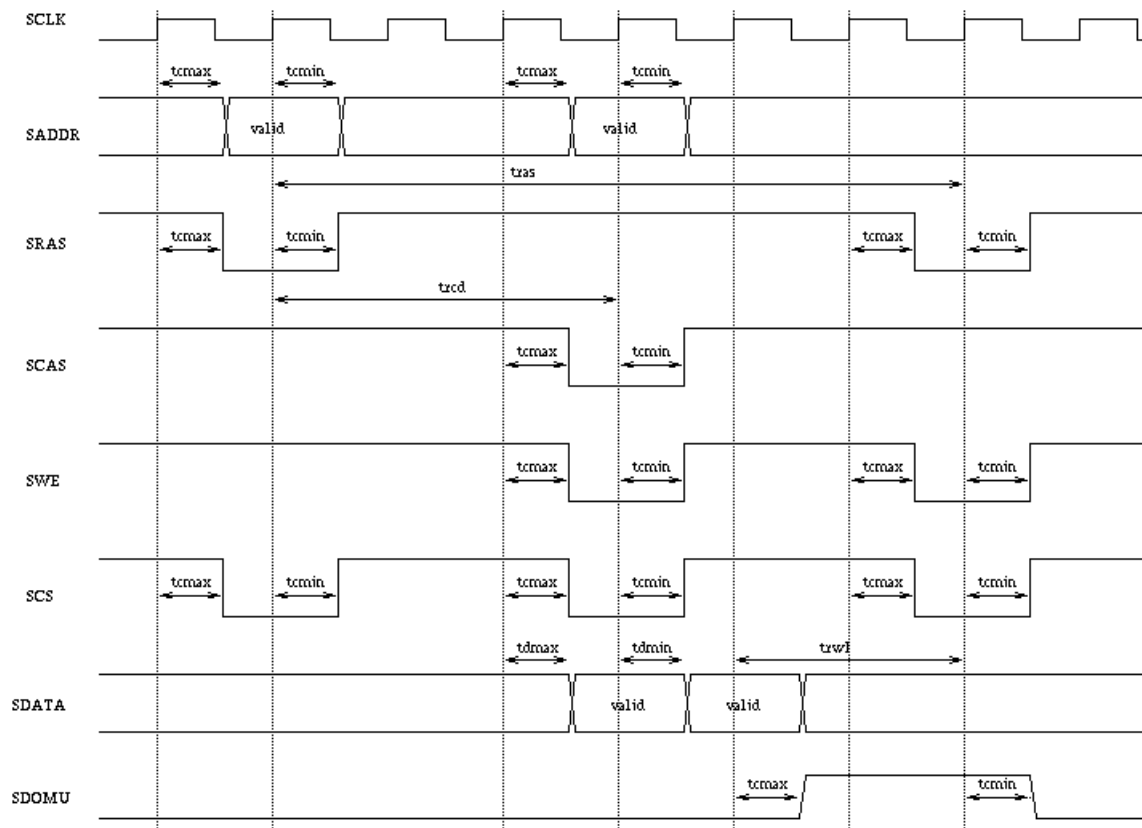 SCLK
tcmax tcmin tcmax tcmin
SADDR valid valid
tras
SRAS tcmax tcmin tcmax tcmin
trcd
SCAS tcmax tcmin
SWE tcmax tcmin tcmax tcmin
SCS tcmax tcmin tcmax tcmin tcmax tcmin
tdmax tdmin trwl
SDATA valid valid
SDOMU tcmax tcmin